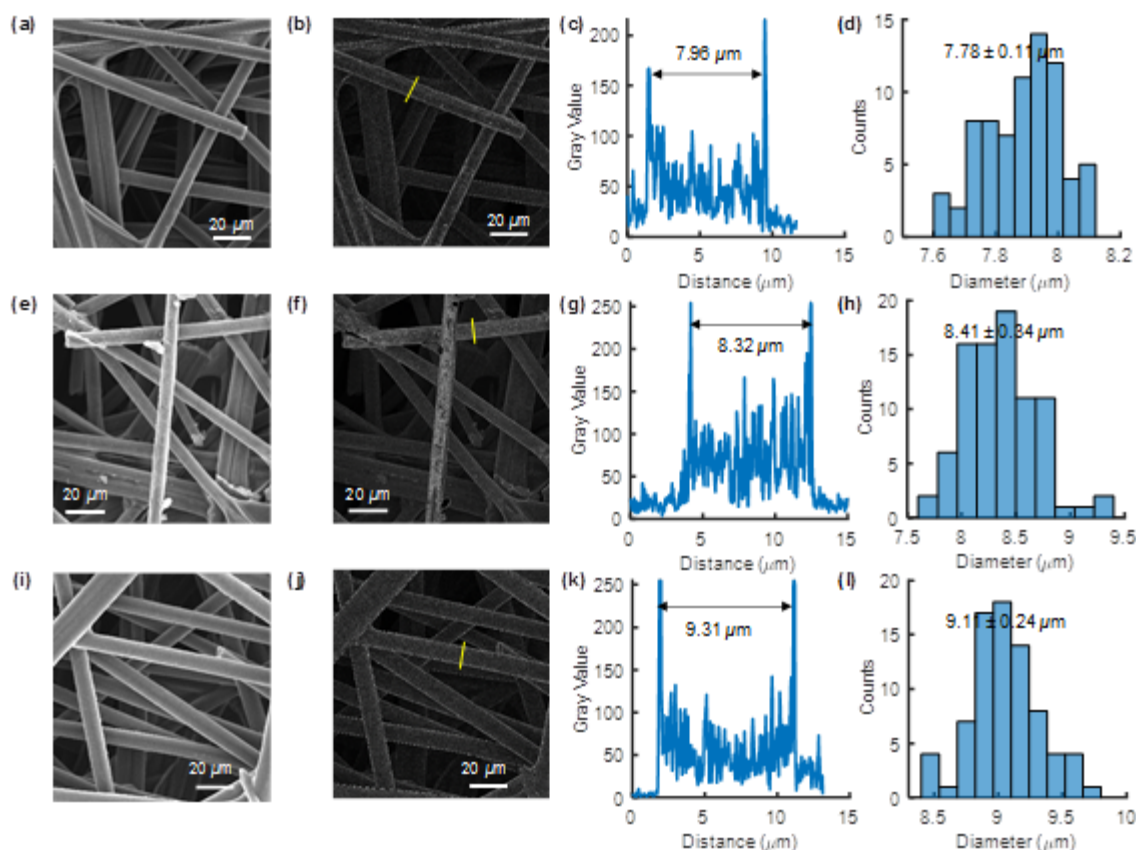 (a)
20 µm
(b)
20 µm
(c)
Gray Value
200
150
100
50
0
7.96 µm
0 5 10 15
Distance (µm)
(d)
Counts
15
10
5
0
7.78 ± 0.11 µm
7.6 7.8 8 8.2
Diameter (µm)
(e)
20 µm
(f)
20 µm
(g)
Gray Value
250
200
150
100
50
0
8.32 µm
0 5 10 15
Distance (µm)
(h)
Counts
20
15
10
5
0
8.41 ± 0.34 µm
7.5 8 8.5 9 9.5
Diameter (µm)
(i)
20 µm
(j)
20 µm
(k)
Gray Value
250
200
150
100
50
0
9.31 µm
0 5 10 15
Distance (µm)
(l)
Counts
20
15
10
5
0
9.11 ± 0.24 µm
8.5 9 9.5 10
Diameter (µm)